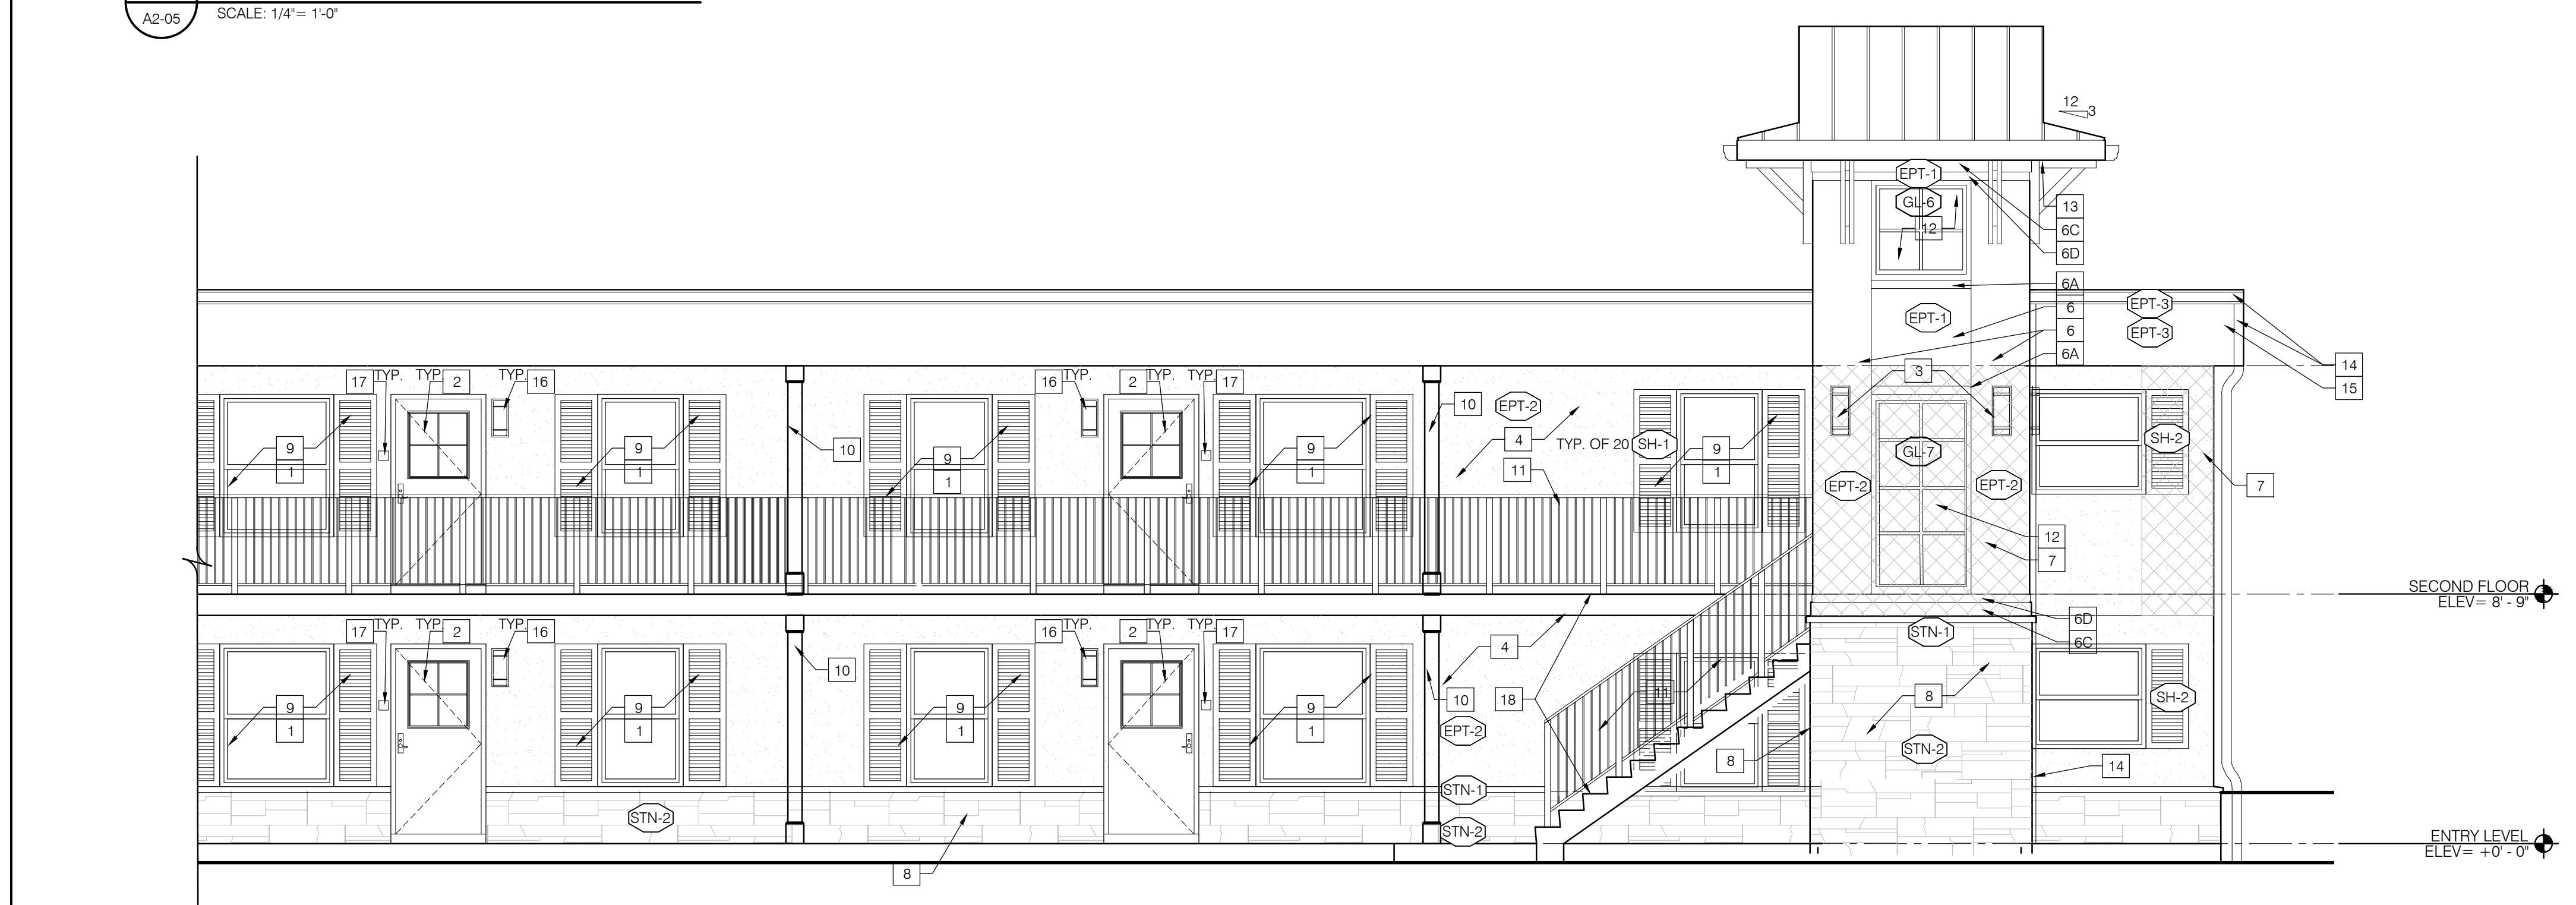 A2-05
SCALE: 1/4"= 1'-0"
12
3
EPT-1
GL-6
12
13
6C
6D
6A
EPT-1
6
6
6A
EPT-3
EPT-3
14
15
17 TYP.
TYP. 2
TYP. 16
16 TYP.
2 TYP.
TYP. 17
3
10
EPT-2
4
TYP. OF 20
SH-1
11
9
1
9
1
10
9
1
9
1
9
1
GL-7
EPT-2
EPT-2
SH-2
7
12
7
SECOND FLOOR
ELEV= 8' - 9"
17 TYP.
TYP. 2
TYP. 16
16 TYP.
2 TYP.
TYP. 17
6D
6C
STN-1
4
10
10
18
11
8
SH-2
9
1
9
1
9
1
9
1
EPT-2
8
STN-2
14
STN-1
STN-2
STN-2
ENTRY LEVEL
ELEV= +0' - 0"
8